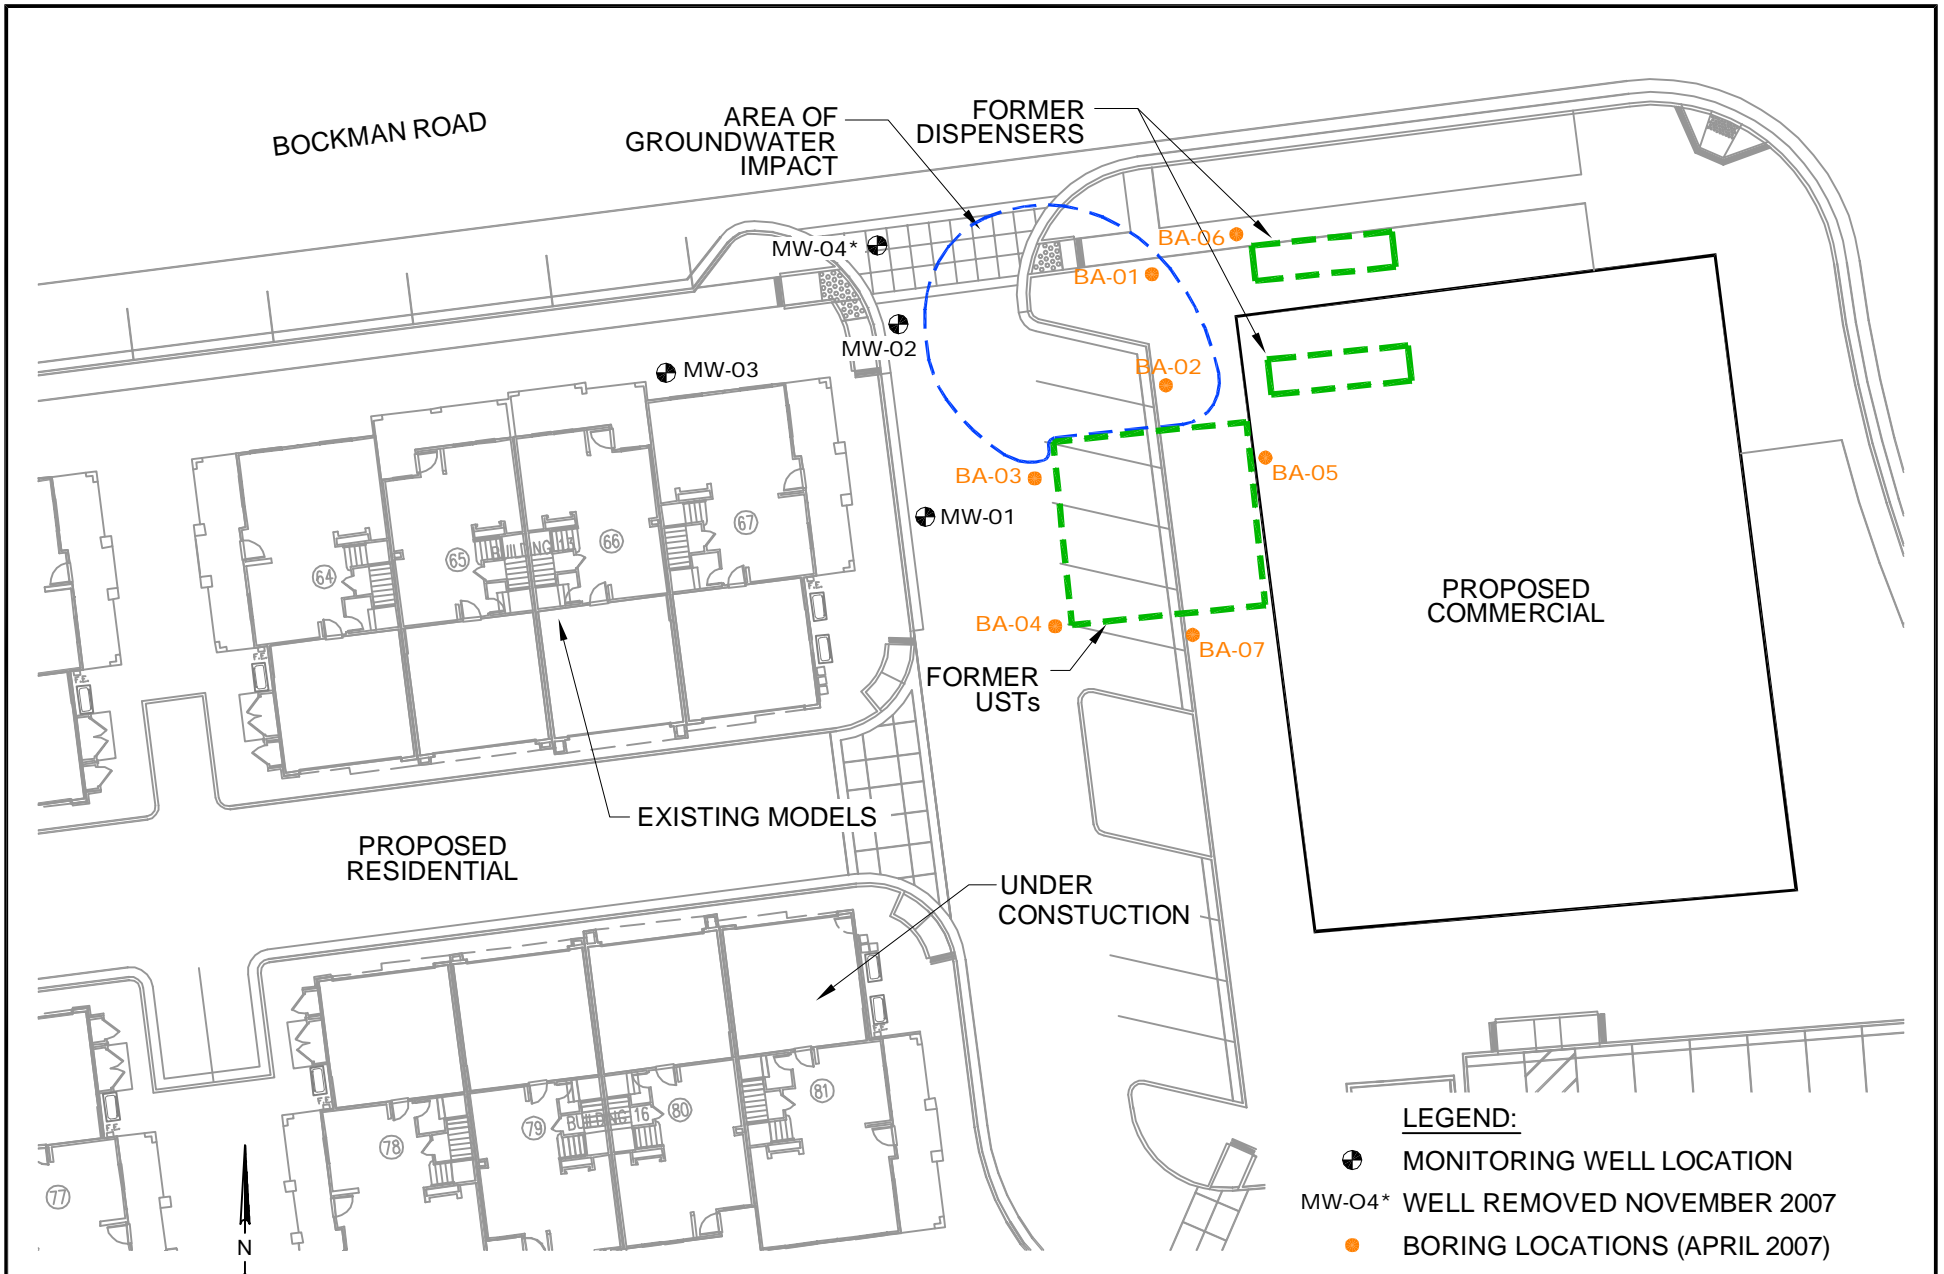 BOCKMAN ROAD
AREA OF
GROUNDWATER
IMPACT
FORMER
DISPENSERS
MW-04*
BA-06
BA-01
MW-02
MW-03
BA-02
BA-03
BA-05
MW-01
67
66
65
64
BUILDING 13
F.E.
F.E.
F.E.
PROPOSED
COMMERCIAL
BA-04
BA-07
FORMER
USTs
EXISTING MODELS
PROPOSED
RESIDENTIAL
UNDER
CONSTUCTION
F.E.
F.E.
F.E.
81
80
79
78
77
BUILDING 16
N
LEGEND:
MONITORING WELL LOCATION
MW-O4* WELL REMOVED NOVEMBER 2007
BORING LOCATIONS (APRIL 2007)